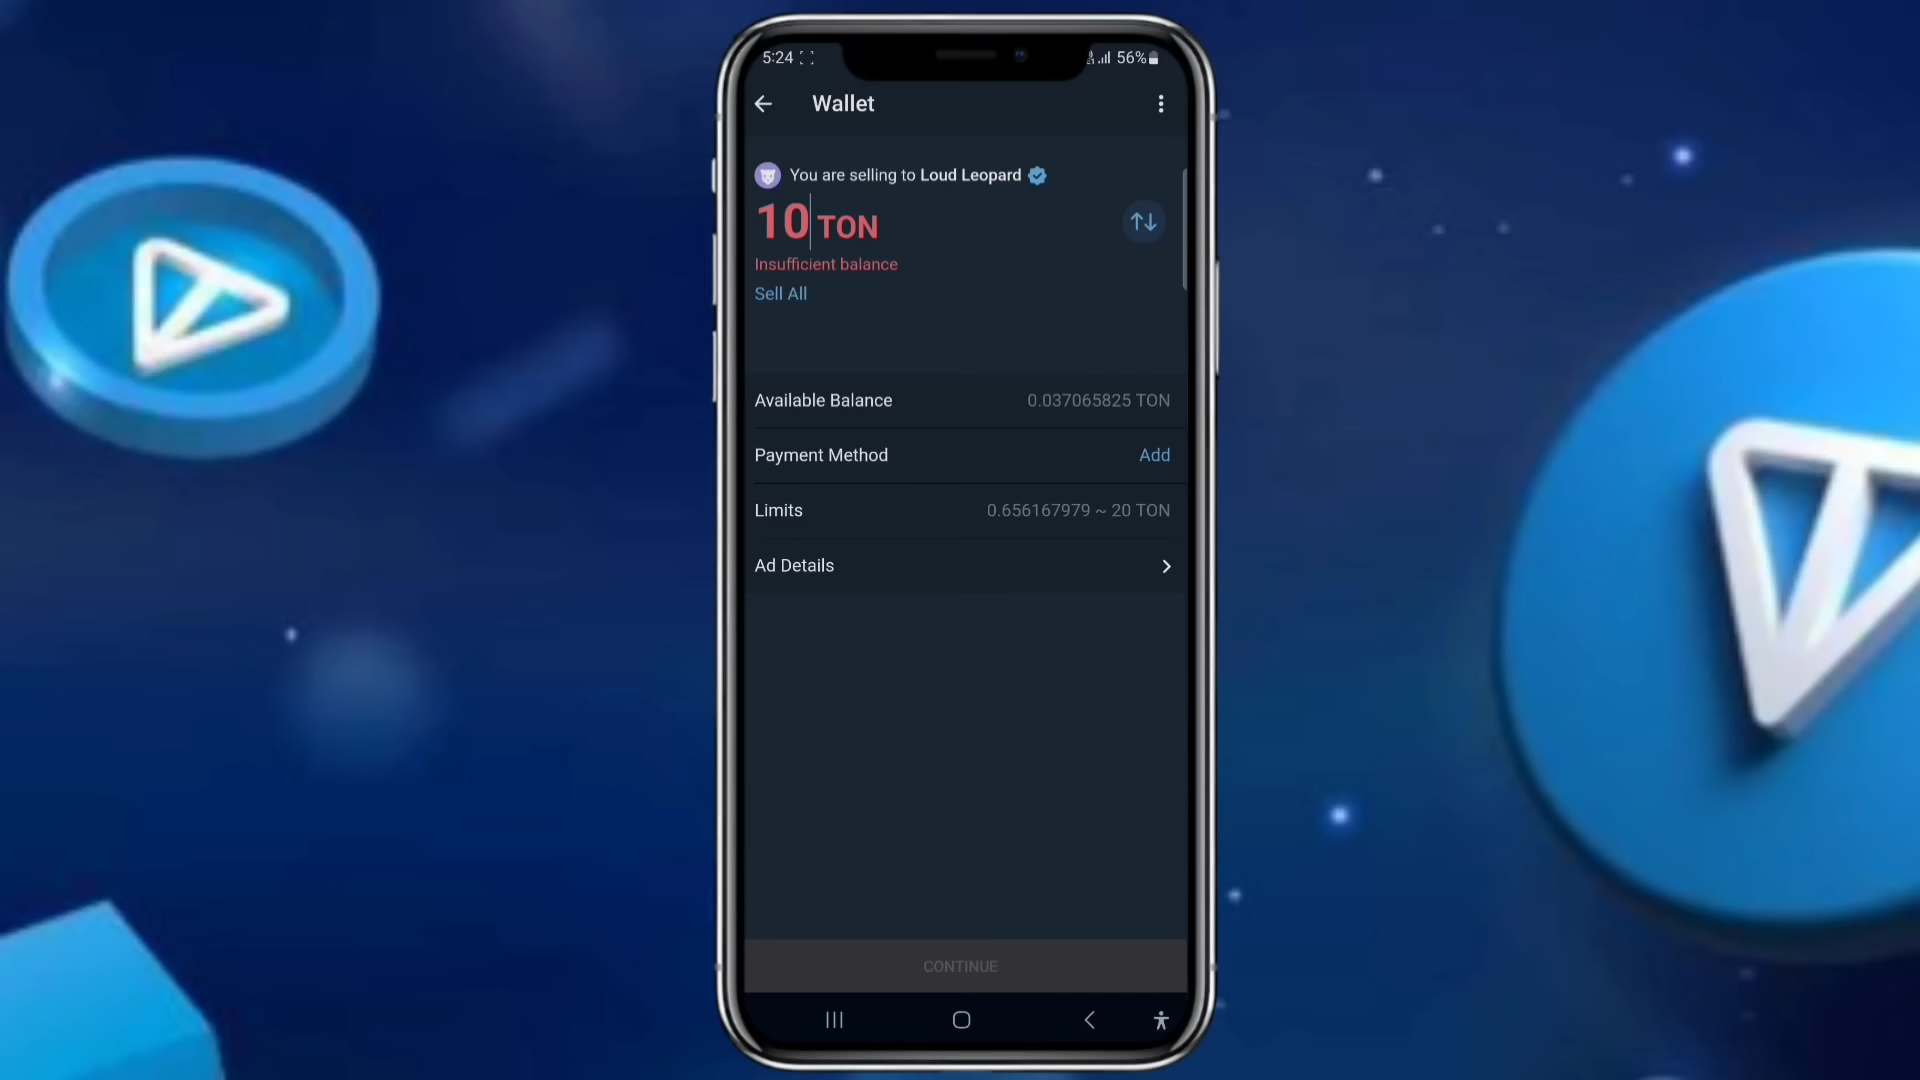 5:24 56%
Wallet
You are selling to Loud Leopard
10 TON
Insufficient balance
Sell All
Available Balance 0.037065825 TON
Payment Method Add
Limits 0.656167979 ~ 20 TON
Ad Details
CONTINUE